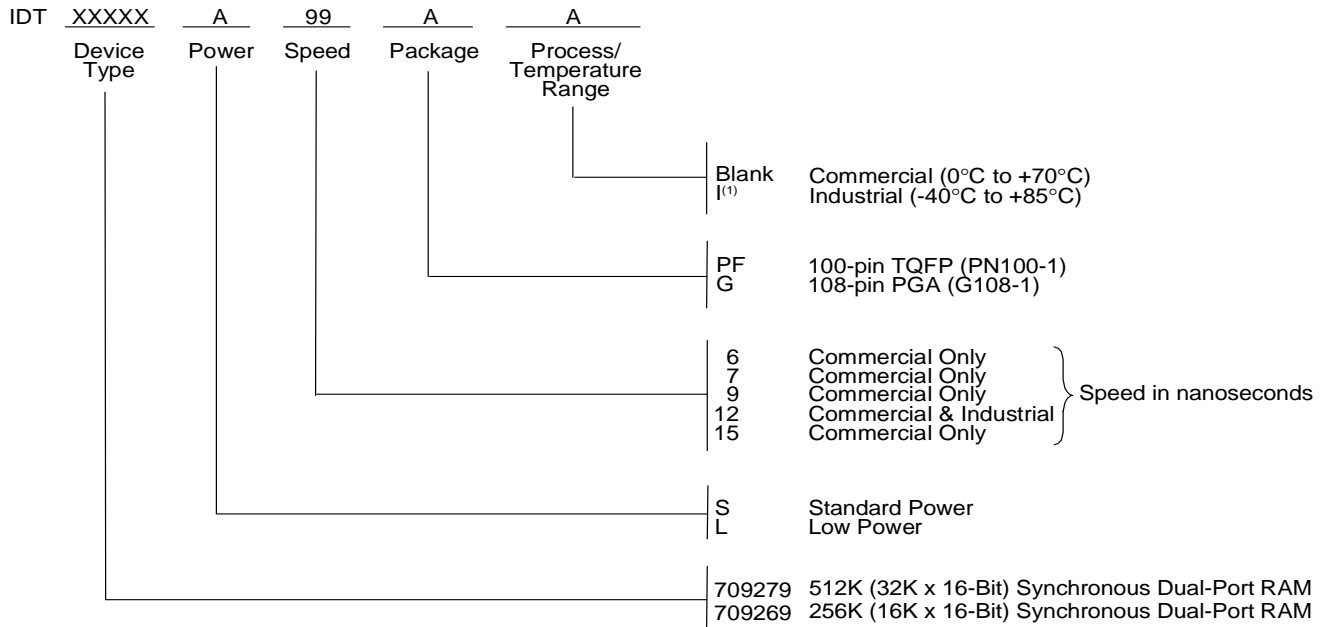 IDT XXXXX A 99 A A
Device Type Power Speed Package Process/ Temperature Range
Blank Commercial (0°C to +70°C)
I(1) Industrial (-40°C to +85°C)
PF 100-pin TQFP (PN100-1)
G 108-pin PGA (G108-1)
6 Commercial Only
7 Commercial Only
9 Commercial Only
12 Commercial & Industrial
15 Commercial Only
Speed in nanoseconds
S Standard Power
L Low Power
709279 512K (32K x 16-Bit) Synchronous Dual-Port RAM
709269 256K (16K x 16-Bit) Synchronous Dual-Port RAM